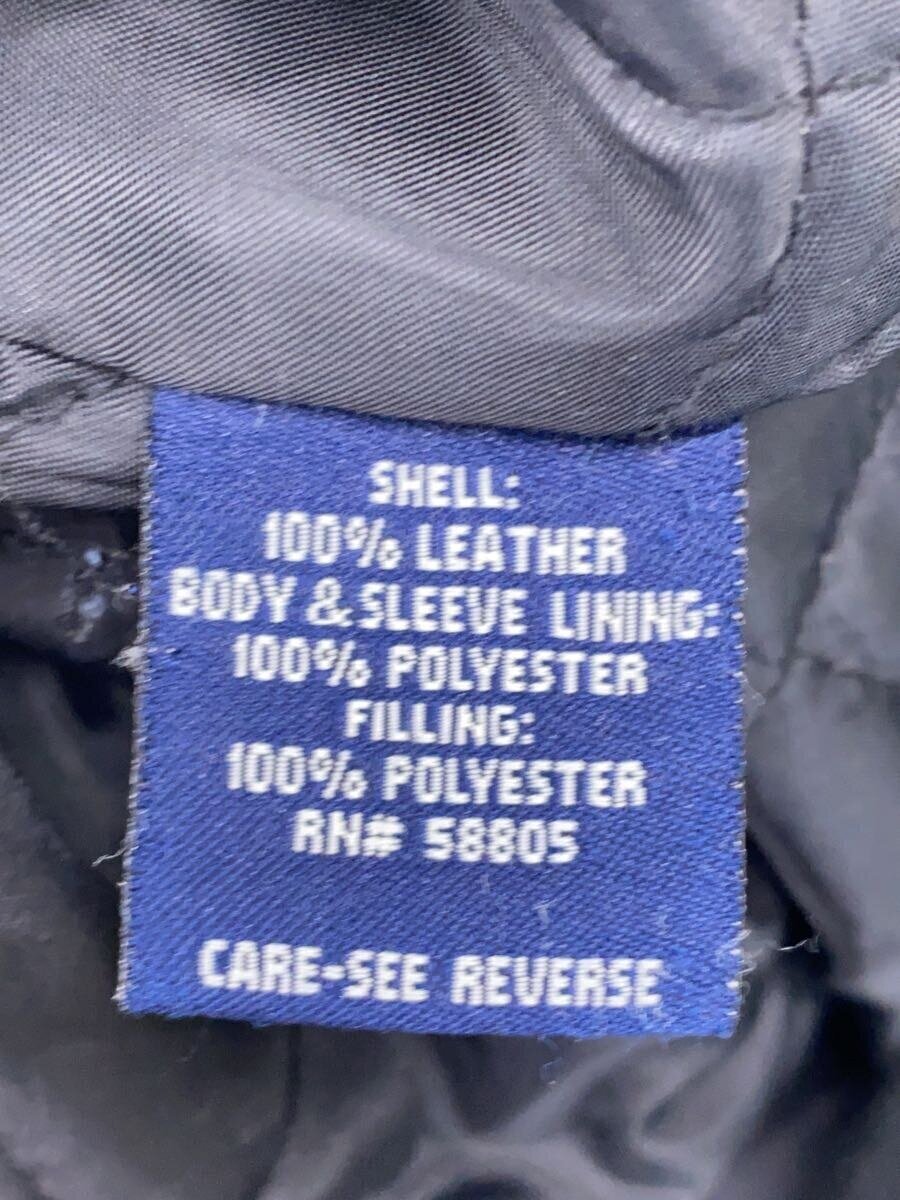 SHELL:
100% LEATHER
BODY & SLEEVE LINING:
100% POLYESTER
FILLING:
100% POLYESTER
RN# 58805
CARE-SEE REVERSE